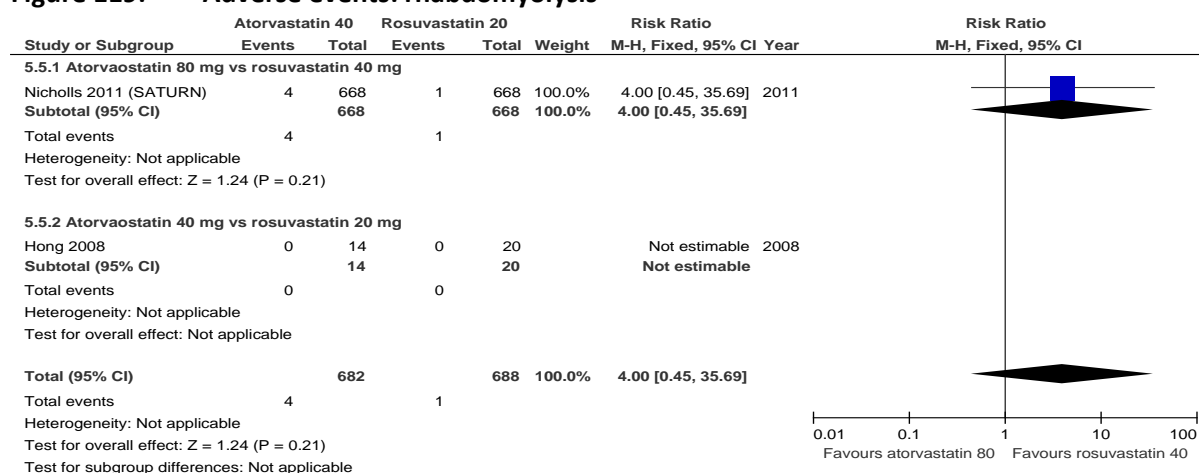 Figure 119: Adverse events: rhabdomyolysis
Atorvastatin 40 Rosuvastatin 20 Risk Ratio Risk Ratio
Study or Subgroup Events Total Events Total Weight M-H, Fixed, 95% CI Year M-H, Fixed, 95% CI
5.5.1 Atorvaostatin 80 mg vs rosuvastatin 40 mg
Nicholls 2011 (SATURN) 4 668 1 668 100.0% 4.00 [0.45, 35.69] 2011
Subtotal (95% CI) 668 668 100.0% 4.00 [0.45, 35.69]
Total events 4 1
Heterogeneity: Not applicable
Test for overall effect: Z = 1.24 (P = 0.21)
5.5.2 Atorvaostatin 40 mg vs rosuvastatin 20 mg
Hong 2008 0 14 0 20 Not estimable 2008
Subtotal (95% CI) 14 20 Not estimable
Total events 0 0
Heterogeneity: Not applicable
Test for overall effect: Not applicable
Total (95% CI) 682 688 100.0% 4.00 [0.45, 35.69]
Total events 4 1
Heterogeneity: Not applicable
Test for overall effect: Z = 1.24 (P = 0.21)
Test for subgroup differences: Not applicable
0.01 0.1 1 10 100
Favours atorvastatin 80 Favours rosuvastatin 40